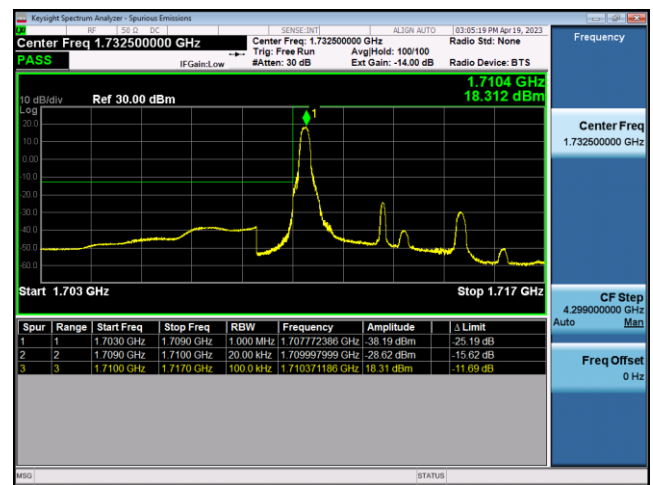 Keysight Spectrum Analyzer - Spurious Emissions
RF 50 Ω DC SENSE:INT ALIGN AUTO 03:05:19 PM Apr 19, 2023
Center Freq 1.732500000 GHz Center Freq: 1.732500000 GHz Radio Std: None
Trig: Free Run Avg|Hold: 100/100
PASS IFGain:Low #Atten: 30 dB Ext Gain: -14.00 dB Radio Device: BTS
1.7104 GHz
10 dB/div Ref 30.00 dBm 18.312 dBm
Log
1
20.0
10.0
0.00
-10.0
-20.0
-30.0
-40.0
-50.0
-60.0
Start 1.703 GHz Stop 1.717 GHz
Spur Range Start Freq Stop Freq RBW Frequency Amplitude Δ Limit
1 1 1.7030 GHz 1.7090 GHz 1.000 MHz 1.707772386 GHz -38.19 dBm -25.19 dB
2 2 1.7090 GHz 1.7100 GHz 20.00 kHz 1.709997999 GHz -28.62 dBm -15.62 dB
3 3 1.7100 GHz 1.7170 GHz 100.0 kHz 1.710371186 GHz 18.31 dBm -11.69 dB
MSG STATUS
Frequency
Center Freq
1.732500000 GHz
CF Step
4.299000000 GHz
Auto Man
Freq Offset
0 Hz